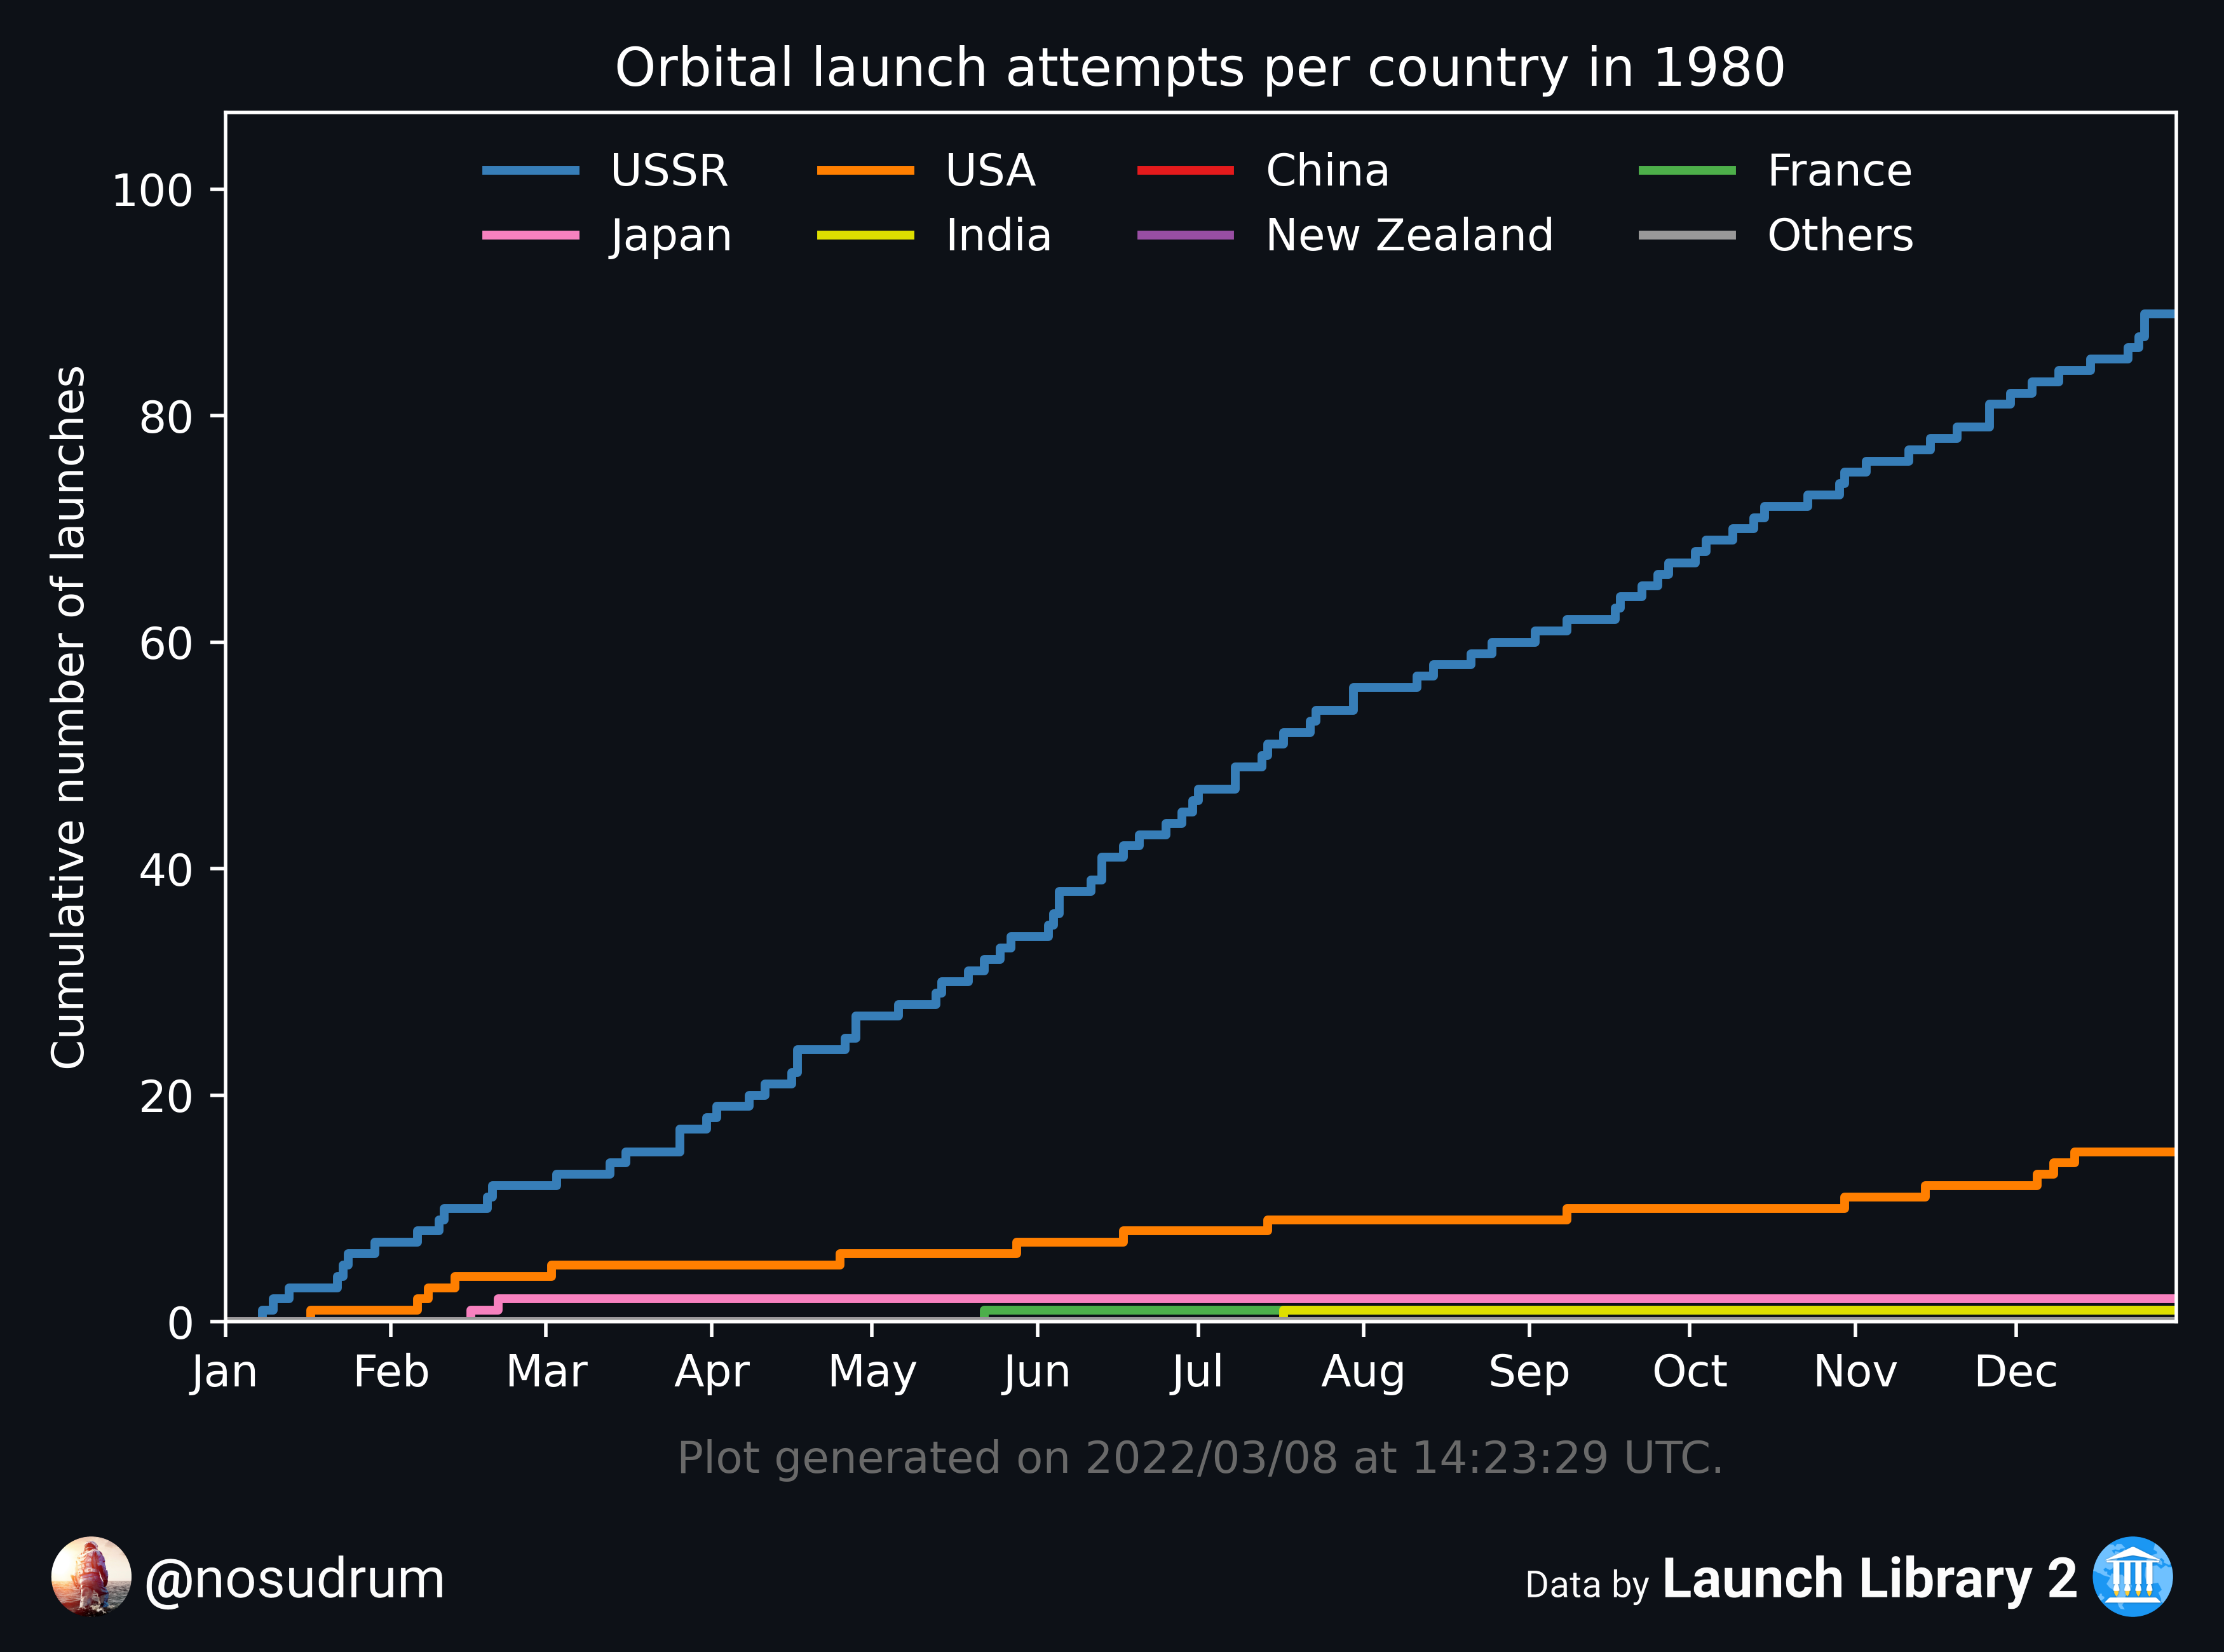 Orbital launch attempts per country in 1980
USSR USA China France
Japan India New Zealand Others
Cumulative number of launches
100
80
60
40
20
0
Jan Feb Mar Apr May Jun Jul Aug Sep Oct Nov Dec
Plot generated on 2022/03/08 at 14:23:29 UTC.
@nosudrum
Data by Launch Library 2